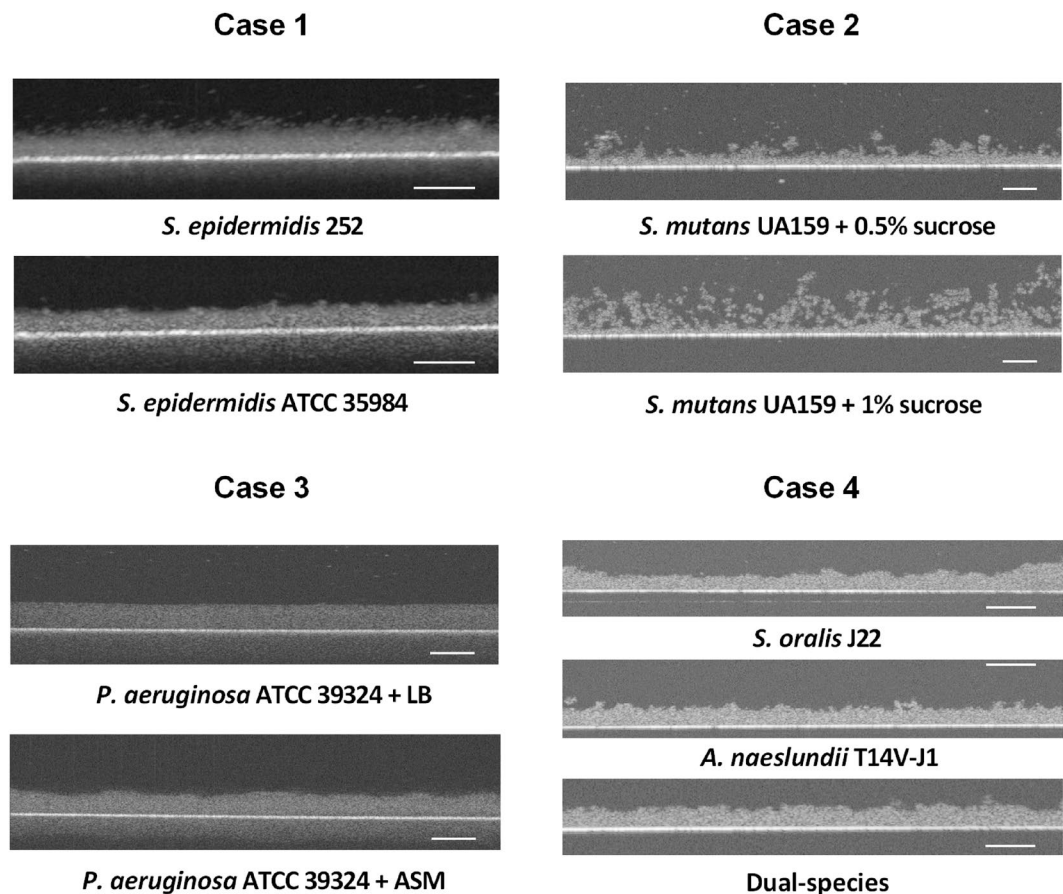 Case 1
S. epidermidis 252
S. epidermidis ATCC 35984
Case 2
S. mutans UA159 + 0.5% sucrose
S. mutans UA159 + 1% sucrose
Case 3
P. aeruginosa ATCC 39324 + LB
P. aeruginosa ATCC 39324 + ASM
Case 4
S. oralis J22
A. naeslundii T14V-J1
Dual-species